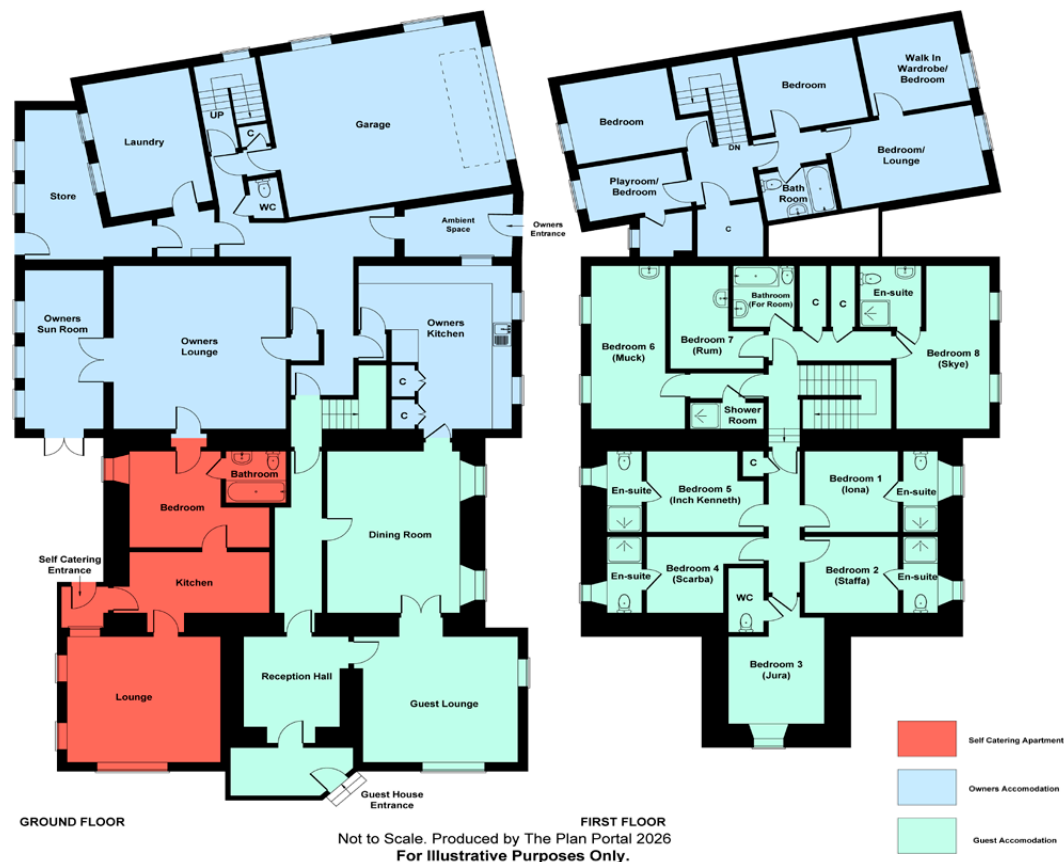 UP
C
Garage
Laundry
Store
WC
Ambient
Space
Owners
Entrance
Owners
Sun Room
Owners
Lounge
Owners
Kitchen
C
C
Bathroom
Bedroom
Dining Room
Self Catering
Entrance
Kitchen
Lounge
Reception Hall
Guest Lounge
Guest House
Entrance
GROUND FLOOR
Walk In
Wardrobe/
Bedroom
Bedroom
Bedroom
DN
Bedroom/
Lounge
Playroom/
Bedroom
Bath
Room
C
Bathroom
(For Room)
C
C
En-suite
Bedroom 6
(Muck)
Bedroom 7
(Rum)
Bedroom 8
(Skye)
Shower
Room
C
En-suite
Bedroom 5
(Inch Kenneth)
Bedroom 1
(Iona)
En-suite
En-suite
Bedroom 4
(Scarba)
Bedroom 2
(Staffa)
En-suite
WC
Bedroom 3
(Jura)
FIRST FLOOR
Self Catering Apartment
Owners Accomodation
Guest Accomodation
Not to Scale. Produced by The Plan Portal 2026
For Illustrative Purposes Only.